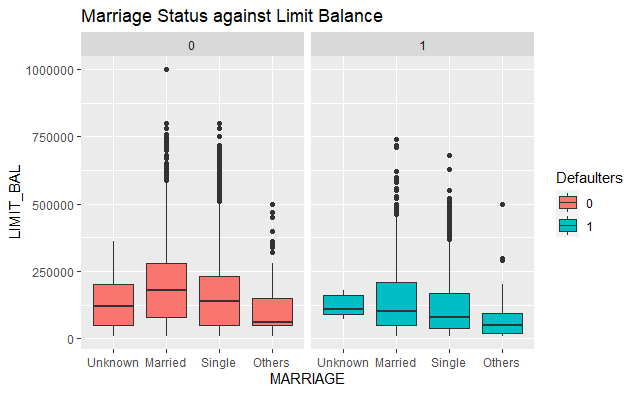 Marriage Status against Limit Balance
0 1
1000000
750000
500000
250000
0
LIMIT_BAL
Unknown Married Single Others Unknown Married Single Others
MARRIAGE
Defaulters
0
1